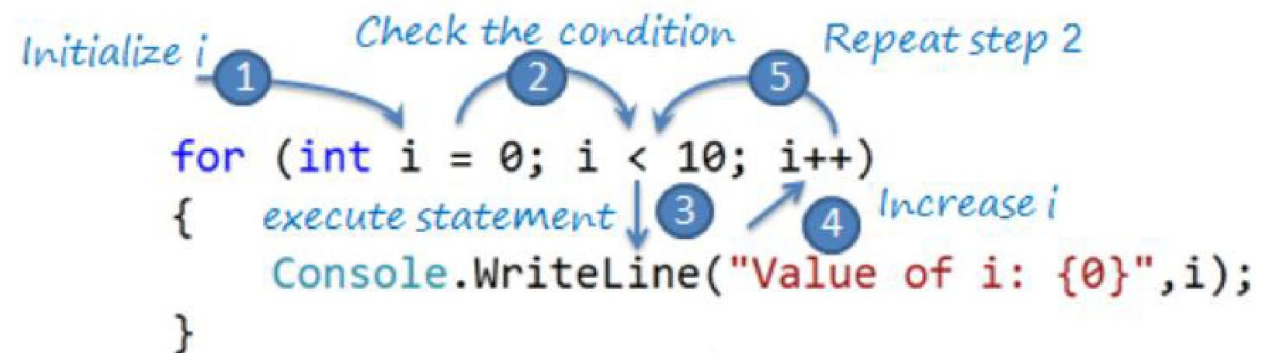 Initialize i 1 Check the condition 2 5 Repeat step 2
for (int i = 0; i < 10; i++)
{ execute statement 3 4 Increase i
Console.WriteLine("Value of i: {0}",i);
}